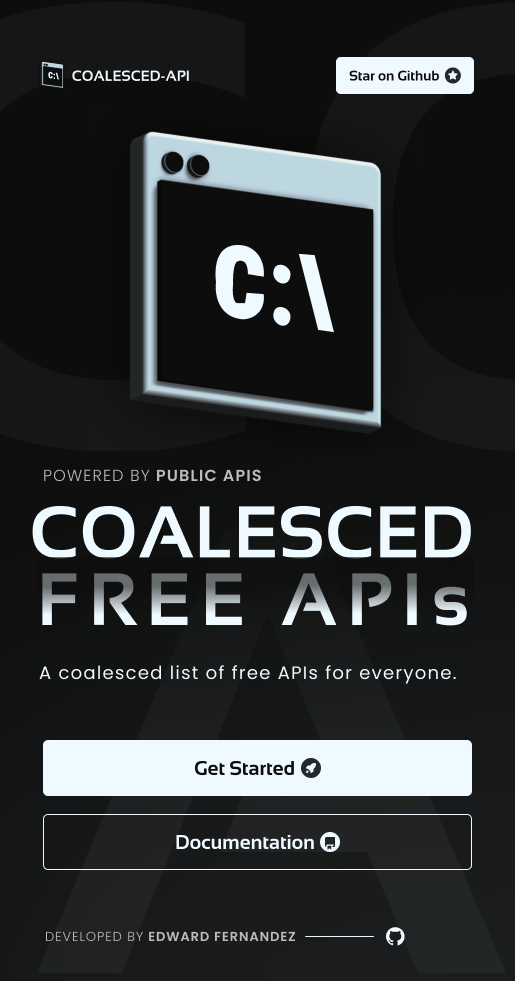 C:\ COALESCED-API
Star on Github
C:\
POWERED BY PUBLIC APIS
COALESCED
FREE APIs
A coalesced list of free APIs for everyone.
Get Started
Documentation
DEVELOPED BY EDWARD FERNANDEZ